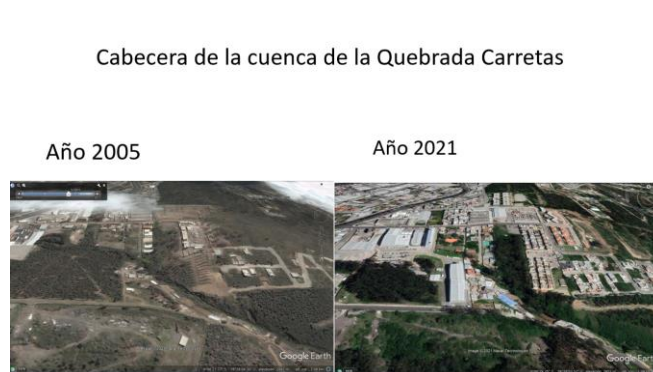 Cabecera de la cuenca de la Quebrada Carretas
Año 2005
Año 2021
Google Earth
Google Earth